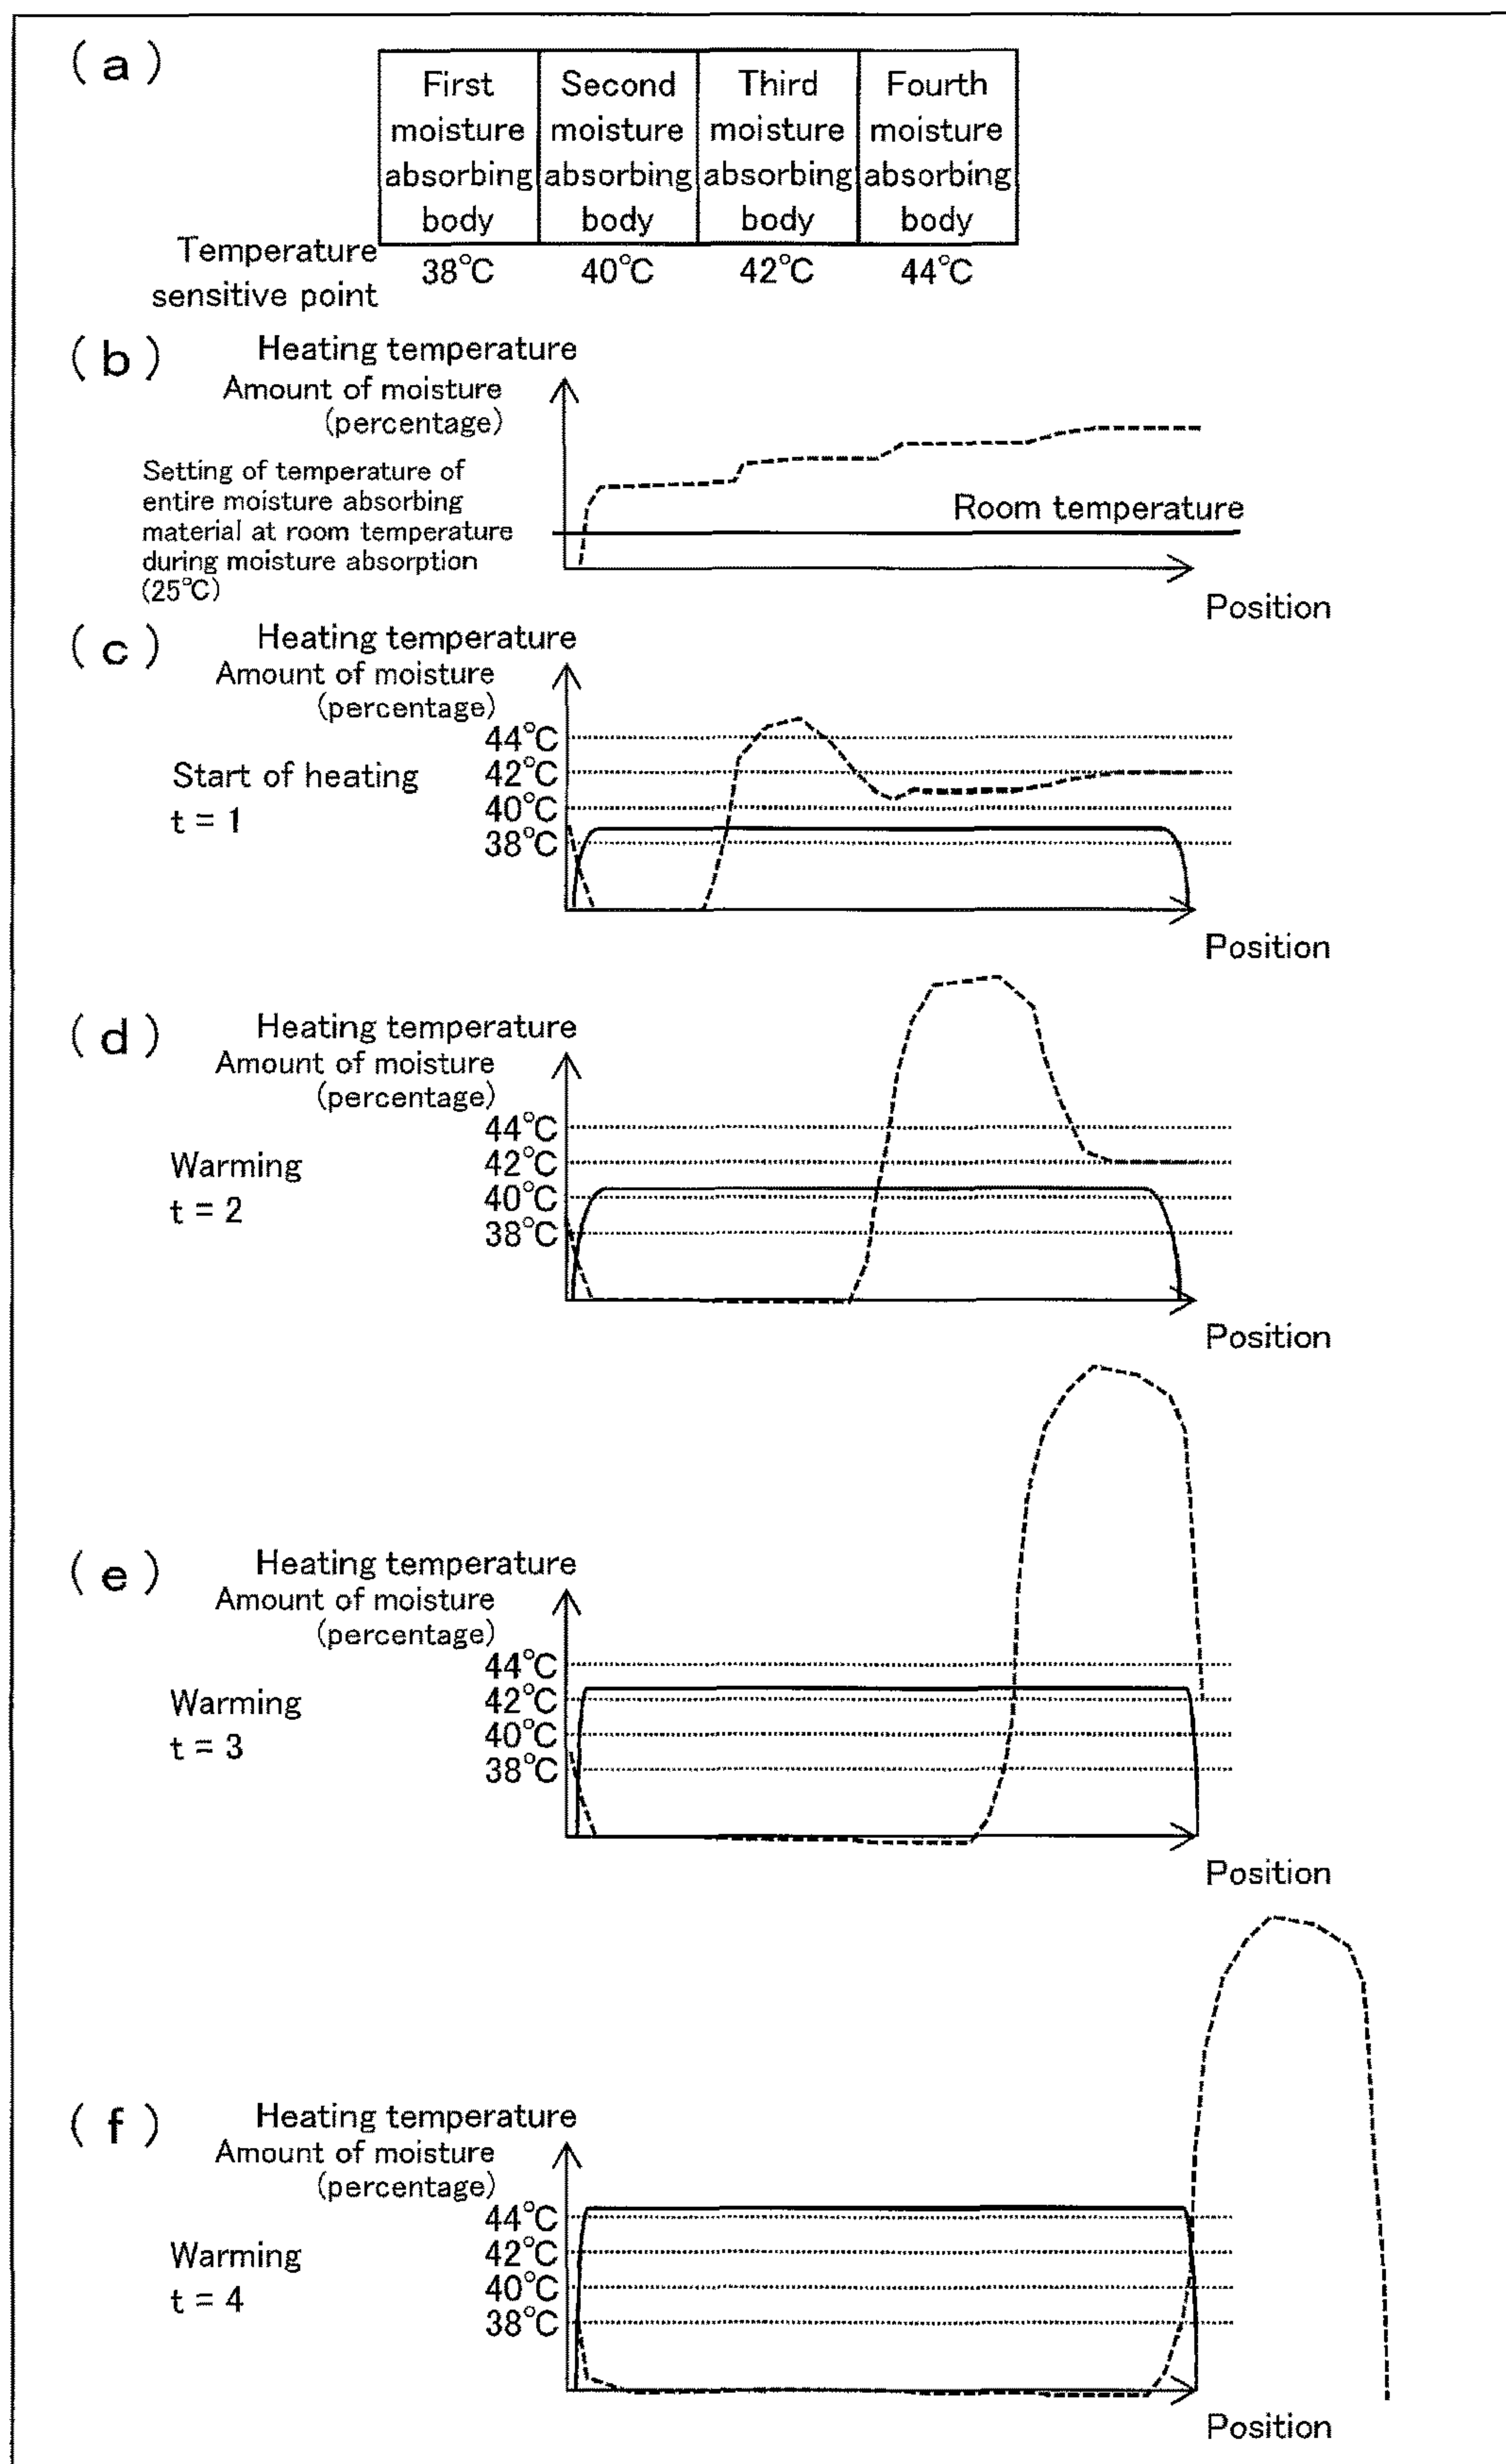 (a)
First
moisture
absorbing
body
Second
moisture
absorbing
body
Third
moisture
absorbing
body
Fourth
moisture
absorbing
body
Temperature
sensitive point
38℃
40℃
42℃
44℃
(b)
Heating temperature
Amount of moisture
(percentage)
Setting of temperature of
entire moisture absorbing
material at room temperature
during moisture absorption
(25℃)
Room temperature
Position
(c)
Heating temperature
Amount of moisture
(percentage)
44℃
42℃
40℃
38℃
Start of heating
t = 1
Position
(d)
Heating temperature
Amount of moisture
(percentage)
44℃
42℃
40℃
38℃
Warming
t = 2
Position
(e)
Heating temperature
Amount of moisture
(percentage)
44℃
42℃
40℃
38℃
Warming
t = 3
Position
(f)
Heating temperature
Amount of moisture
(percentage)
44℃
42℃
40℃
38℃
Warming
t = 4
Position